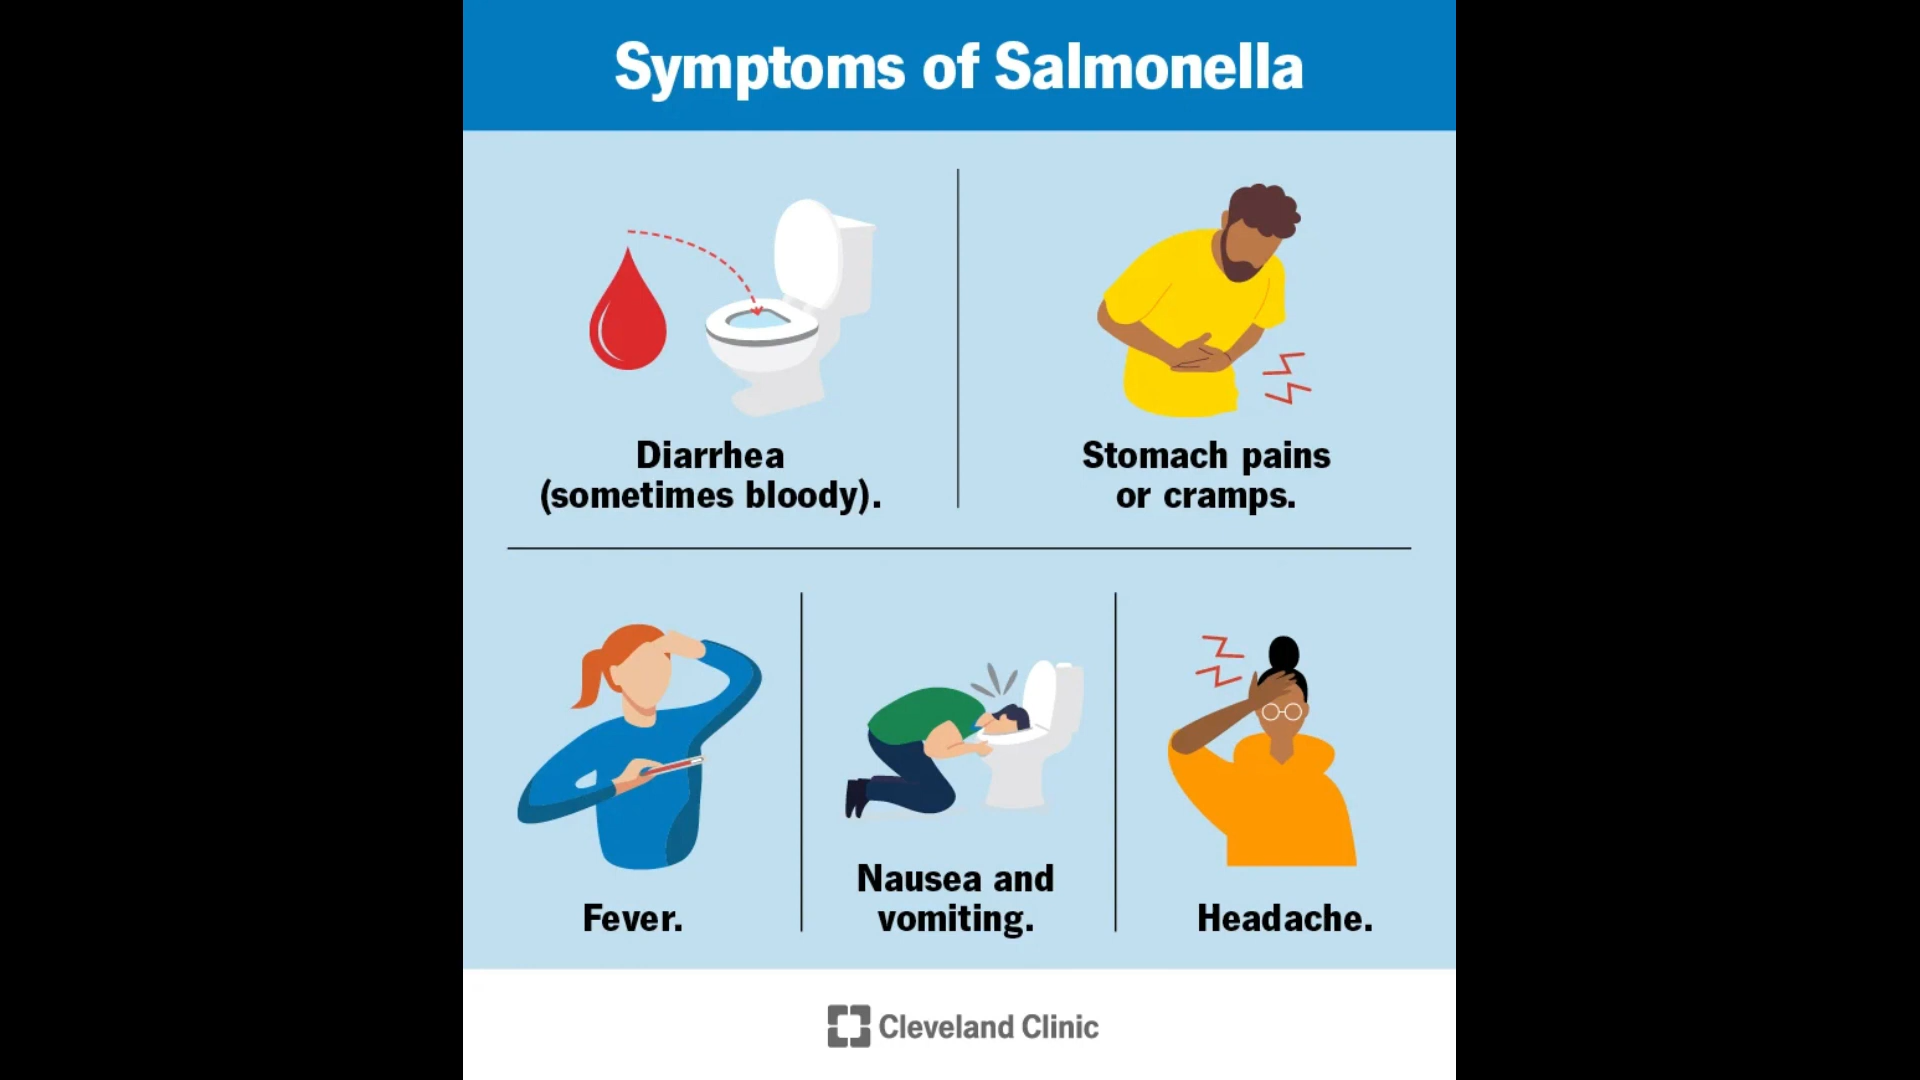 Symptoms of Salmonella
Diarrhea
(sometimes bloody).
Stomach pains
or cramps.
Fever.
Nausea and
vomiting.
Headache.
Cleveland Clinic